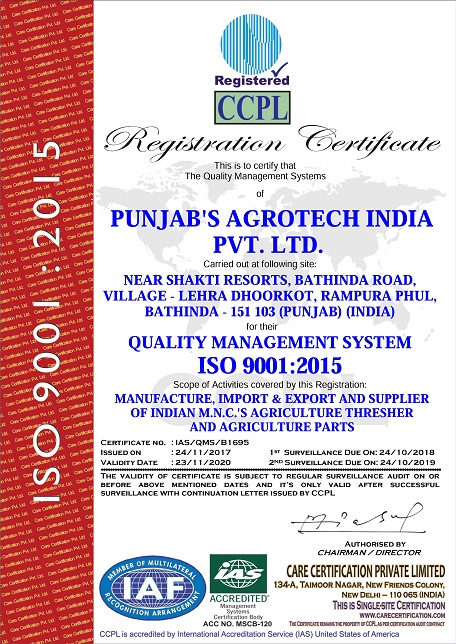 Registered
CCPL
Registration Certificate
This is to certify that
The Quality Management Systems
of
PUNJAB'S AGROTECH INDIA
PVT. LTD.
Carried out at following site:
NEAR SHAKTI RESORTS, BATHINDA ROAD,
VILLAGE - LEHRA DHOORKOT, RAMPURA PHUL,
BATHINDA - 151 103 (PUNJAB) (INDIA)
for their
QUALITY MANAGEMENT SYSTEM
ISO 9001:2015
Scope of Activities covered by this Registration:
MANUFACTURE, IMPORT & EXPORT AND SUPPLIER
OF INDIAN M.N.C.'S AGRICULTURE THRESHER
AND AGRICULTURE PARTS
CERTIFICATE NO. : IAS/QMS/B1695
ISSUED ON : 24/11/2017 1ST SURVEILLANCE DUE ON: 24/10/2018
VALIDITY DATE : 23/11/2020 2ND SURVEILLANCE DUE ON: 24/10/2019
THE VALIDITY OF CERTIFICATE IS SUBJECT TO REGULAR SURVEILLANCE AUDIT ON OR
BEFORE ABOVE MENTIONED DATES AND IT'S ONLY VALID AFTER SUCCESSFUL
SURVEILLANCE WITH CONTINUATION LETTER ISSUED BY CCPL
AUTHORISED BY
CHAIRMAN / DIRECTOR
MEMBER OF MULTILATERAL
IAF
RECOGNITION ARRANGEMENT
IAS
ACCREDITED
Management
Systems
Certification Body
ACC NO. MSCB-120
CARE CERTIFICATION PRIVATE LIMITED
134-A, TAIMOOR NAGAR, NEW FRIENDS COLONY,
NEW DELHI – 110 065 (INDIA)
THIS IS SINGLE-SITE CERTIFICATION
WWW.CARECERTIFICATION.COM
THE CERTIFICATE REMAINS THE PROPERTY OF CCPL AS PER CERTIFICATION AUDIT CONTRACT
CCPL is accredited by International Accreditation Service (IAS) United States of America
ISO 9001:2015
Care Certification Pvt. Ltd.